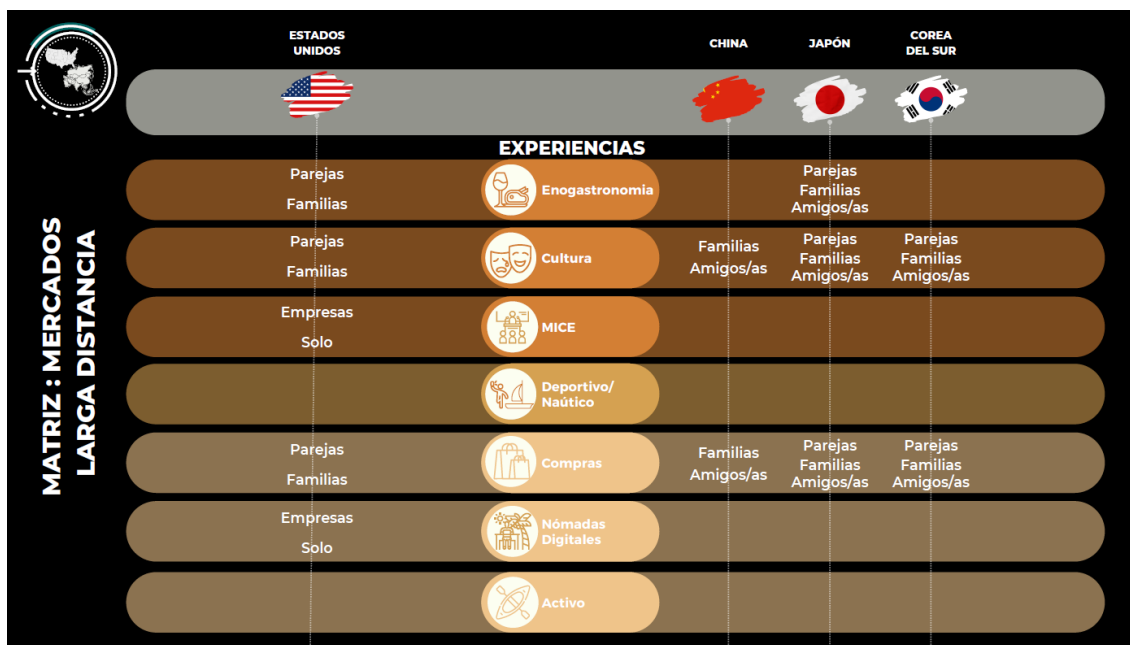 ESTADOS
UNIDOS
CHINA
JAPÓN
COREA
DEL SUR
MATRIZ : MERCADOS
LARGA DISTANCIA
EXPERIENCIAS
Parejas
Familias
Enogastronomia
Parejas
Familias
Amigos/as
Parejas
Familias
Cultura
Familias
Amigos/as
Parejas
Familias
Amigos/as
Parejas
Familias
Amigos/as
Empresas
Solo
MICE
Deportivo/
Naútico
Parejas
Familias
Compras
Familias
Amigos/as
Parejas
Familias
Amigos/as
Parejas
Familias
Amigos/as
Empresas
Solo
Nómadas
Digitales
Activo